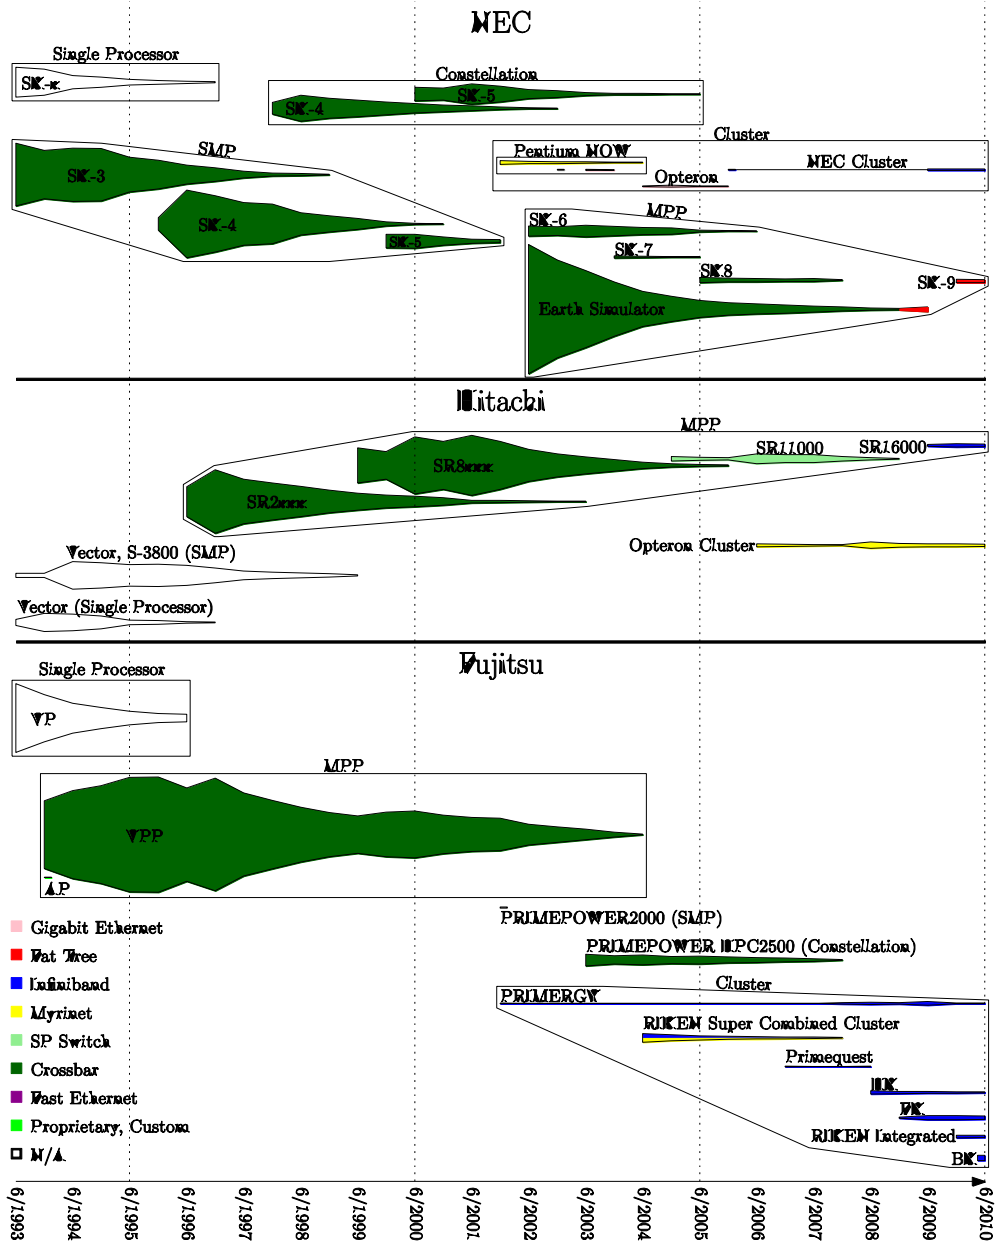 NEC
Single Processor
SX-x
Constellation
SX-5
SX-4
Cluster
SMP
Pentium NOW
NEC Cluster
SX-3
Opteron
MPP
SX-4
SX-6
SX-5
SX-7
SX8
SX-9
Earth Simulator
Hitachi
MPP
SR11000
SR16000
SR8xxx
SR2xxx
Opteron Cluster
Vector, S-3800 (SMP)
Vector (Single Processor)
Fujitsu
Single Processor
VP
MPP
VPP
AP
PRIMEPOWER2000 (SMP)
Gigabit Ethernet
PRIMEPOWER HPC2500 (Constellation)
Fat Tree
Infiniband
Cluster
PRIMERGY
Myrinet
RIKEN Super Combined Cluster
SP Switch
Primequest
Crossbar
HX
Fast Ethernet
FX
Proprietary, Custom
RIKEN Integrated
N/A
BX
6/1993
6/1994
6/1995
6/1996
6/1997
6/1998
6/1999
6/2000
6/2001
6/2002
6/2003
6/2004
6/2005
6/2006
6/2007
6/2008
6/2009
6/2010